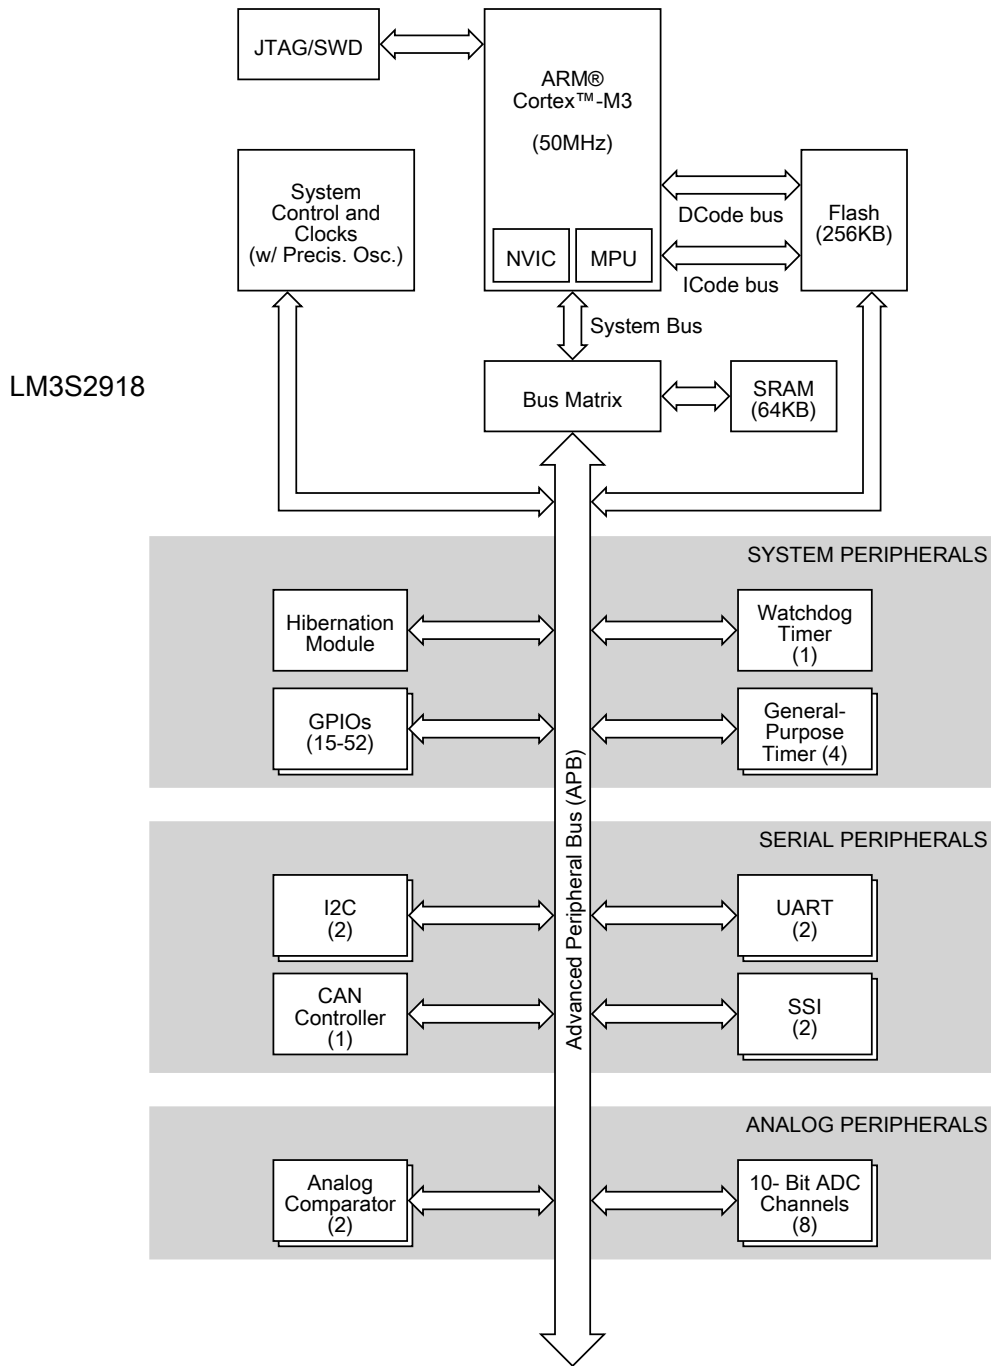 JTAG/SWD
ARM®
Cortex™-M3
(50MHz)
System
Control and
Clocks
(w/ Precis. Osc.)
NVIC
MPU
DCode bus
ICode bus
Flash
(256KB)
System Bus
LM3S2918
Bus Matrix
SRAM
(64KB)
SYSTEM PERIPHERALS
Hibernation
Module
Watchdog
Timer
(1)
GPIOs
(15-52)
General-
Purpose
Timer (4)
Advanced Peripheral Bus (APB)
SERIAL PERIPHERALS
I2C
(2)
UART
(2)
CAN
Controller
(1)
SSI
(2)
ANALOG PERIPHERALS
Analog
Comparator
(2)
10- Bit ADC
Channels
(8)